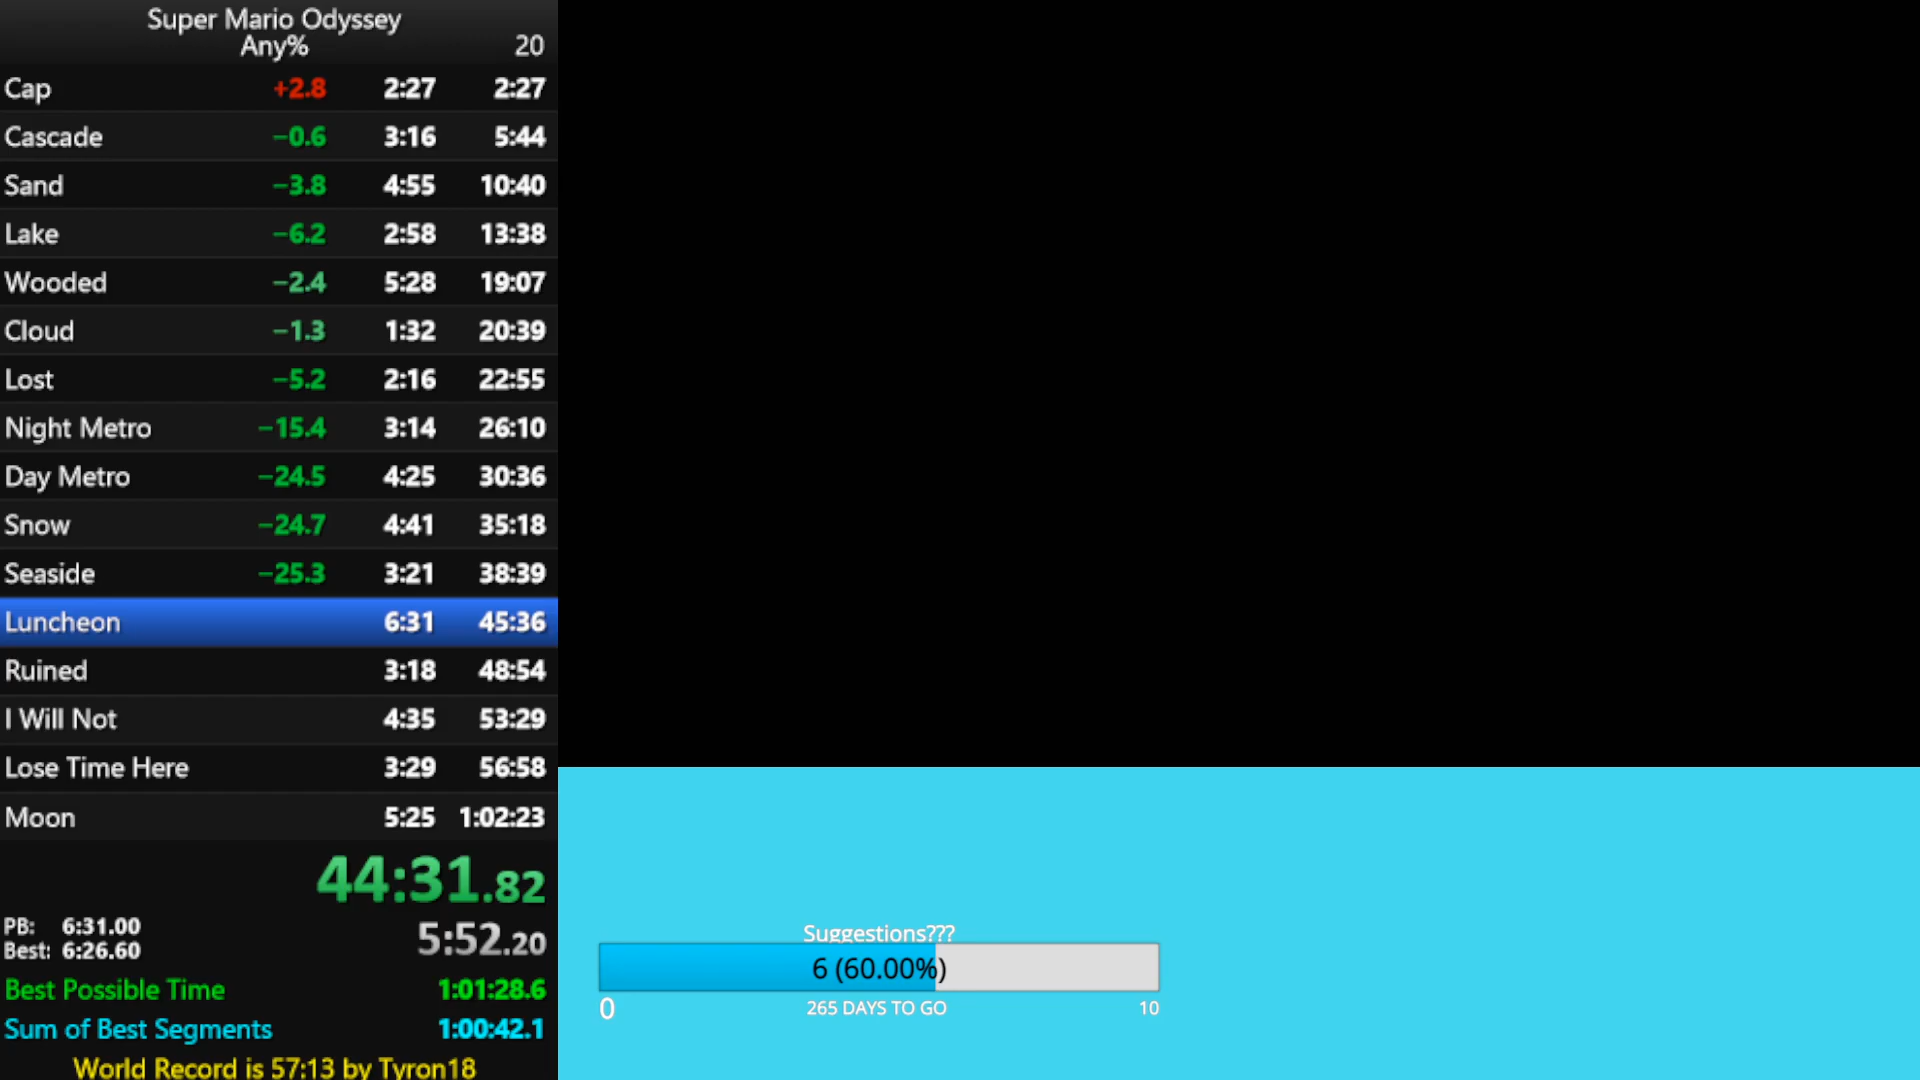 Super Mario Odyssey
Any% 20
Cap +2.8 2:27 2:27
Cascade −0.6 3:16 5:44
Sand −3.8 4:55 10:40
Lake −6.2 2:58 13:38
Wooded −2.4 5:28 19:07
Cloud −1.3 1:32 20:39
Lost −5.2 2:16 22:55
Night Metro −15.4 3:14 26:10
Day Metro −24.5 4:25 30:36
Snow −24.7 4:41 35:18
Seaside −25.3 3:21 38:39
Luncheon 6:31 45:36
Ruined 3:18 48:54
I Will Not 4:35 53:29
Lose Time Here 3:29 56:58
Moon 5:25 1:02:23
44:31.82
PB: 6:31.00
Best: 6:26.60
5:52.20
Best Possible Time 1:01:28.6
Sum of Best Segments 1:00:42.1
World Record is 57:13 by Tyron18
Suggestions???
6 (60.00%)
0 265 DAYS TO GO 10